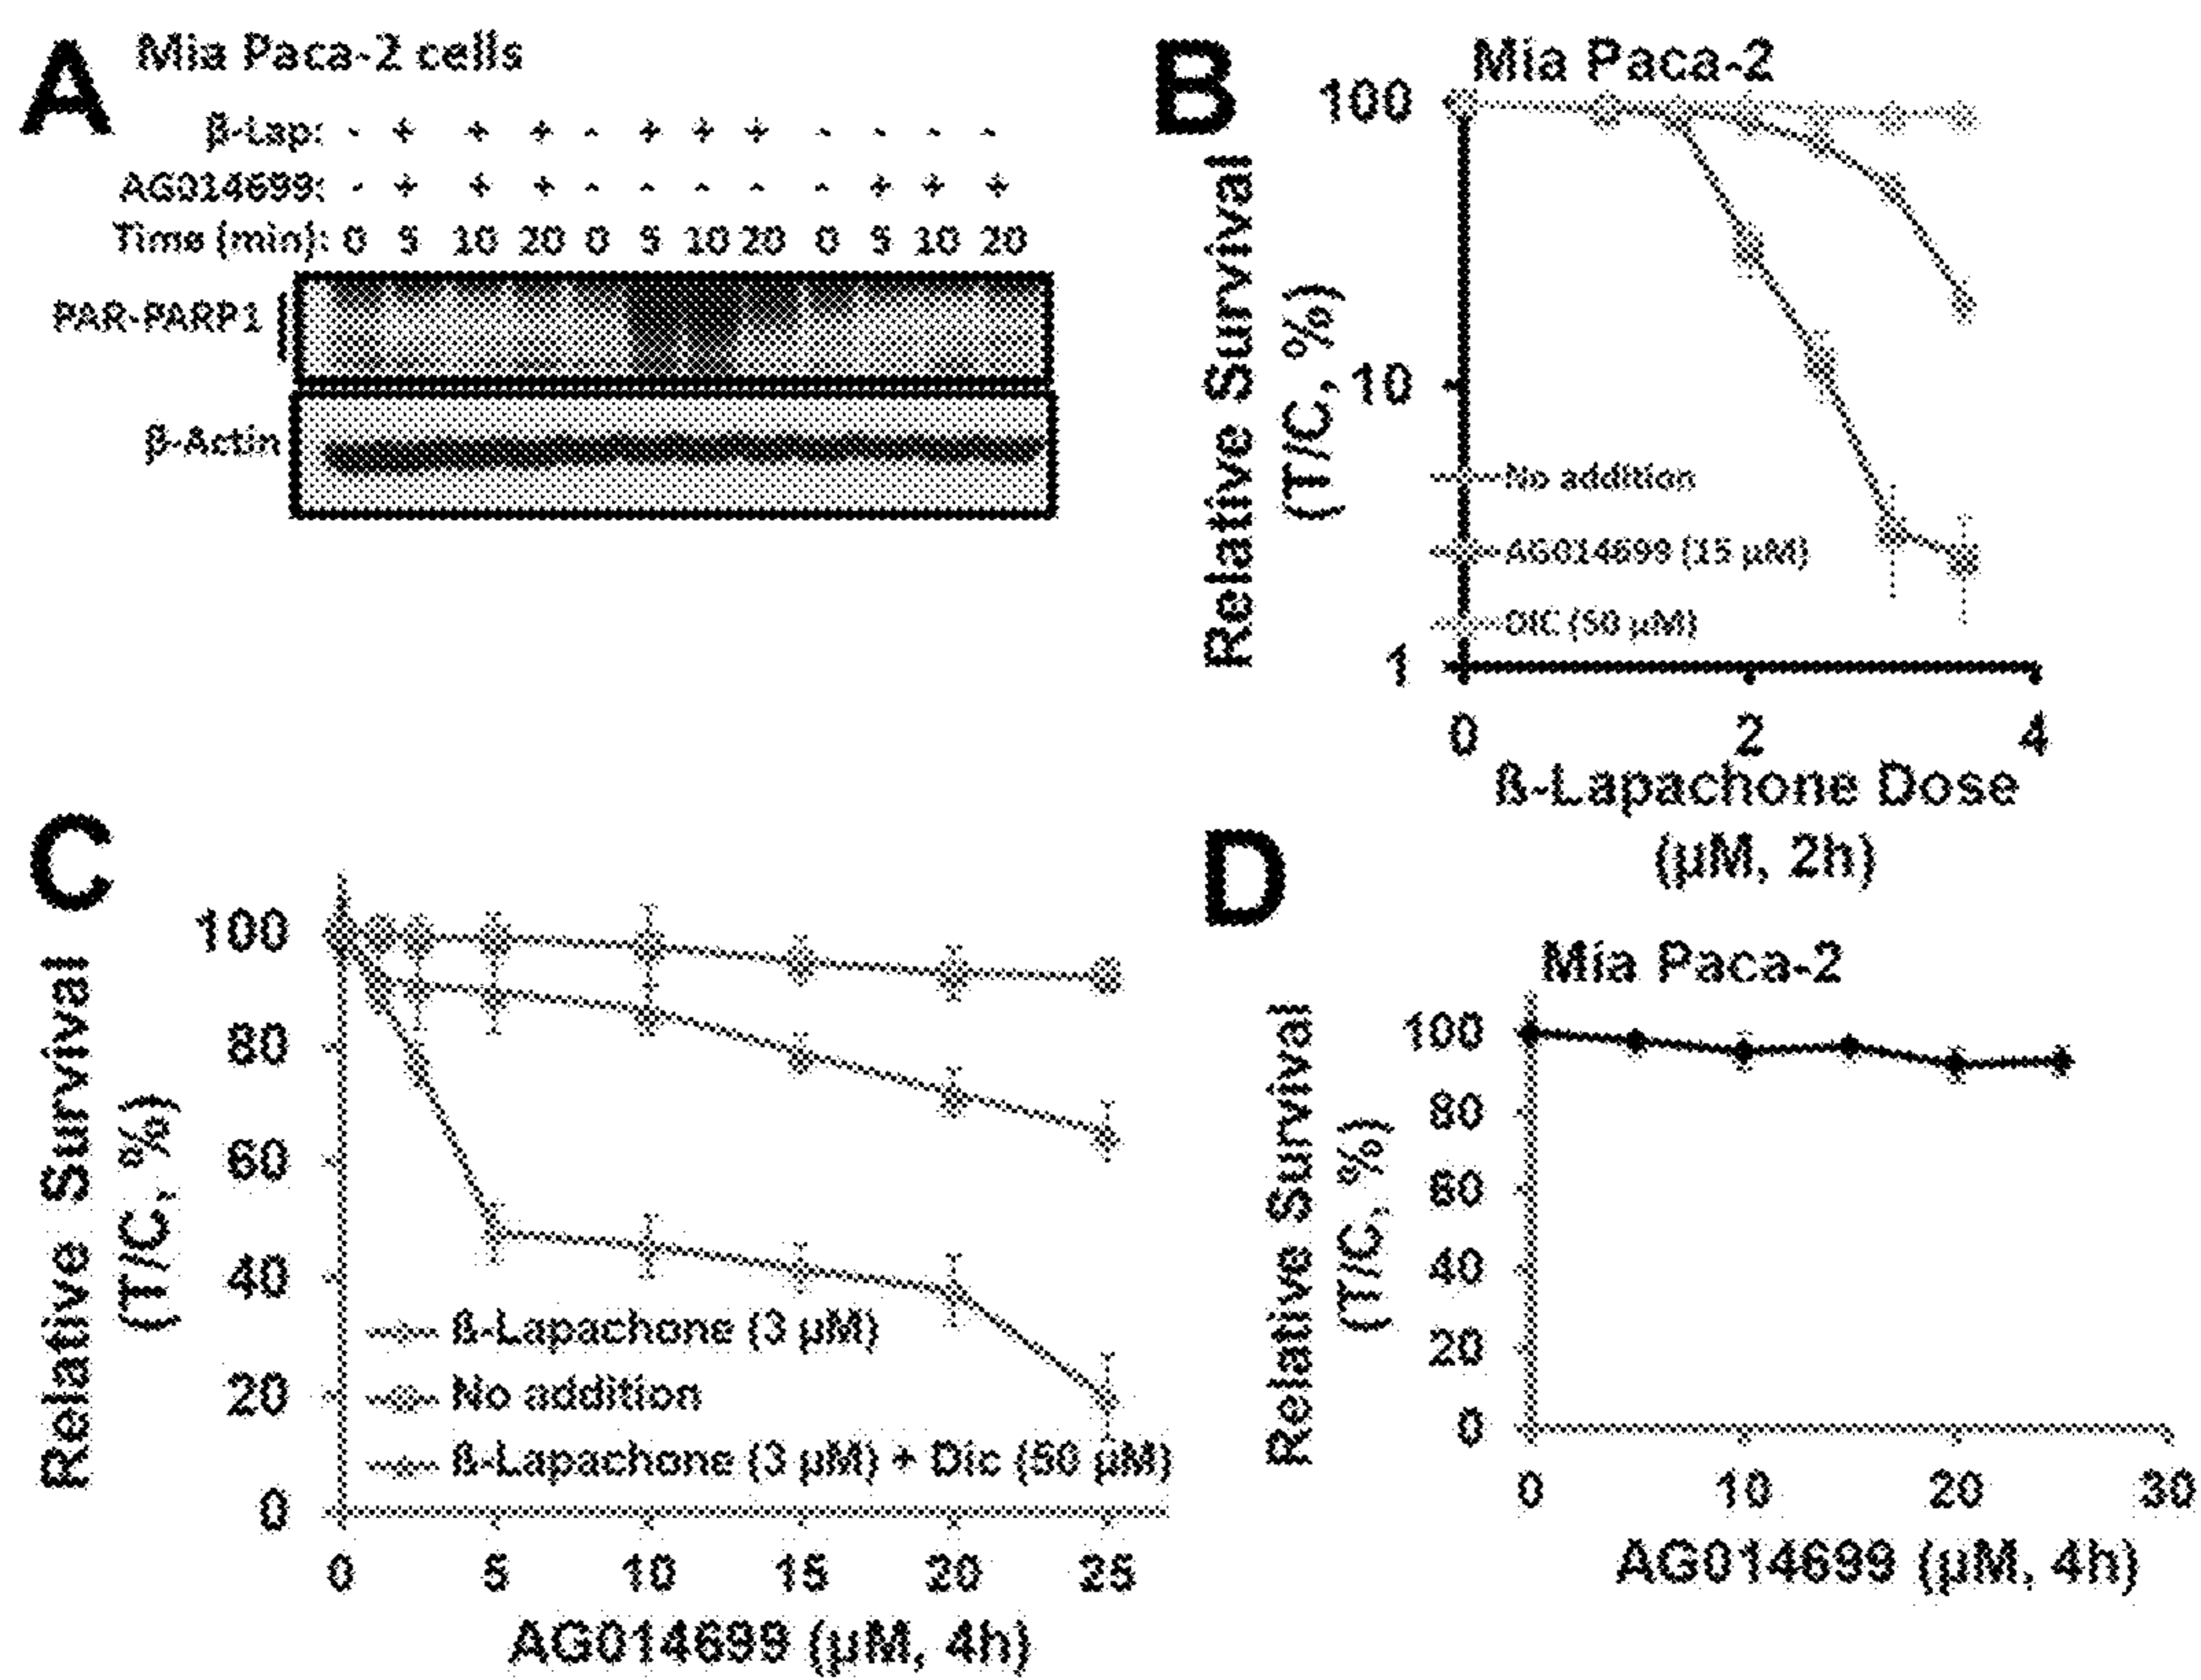 A
Mia Paca-2 cells
β-Lap: - + + + - + + + - - - -
AG014699: - + + + - - - - - + + +
Time (min): 0 5 10 20 0 5 10 20 0 5 10 20
PAR-PARP1
β-Actin
B
Mia Paca-2
Relative Survival
(T/C, %)
100
10
1
No addition
AG014699 (15 µM)
DIC (50 µM)
0 2 4
ß-Lapachone Dose
(µM, 2h)
C
Relative Survival
(T/C, %)
100
80
60
40
20
0
ß-Lapachone (3 µM)
No addition
ß-Lapachone (3 µM) + Dic (50 µM)
0 5 10 15 20 25
AG014699 (µM, 4h)
D
Mia Paca-2
Relative Survival
(T/C, %)
100
80
60
40
20
0
0 10 20 30
AG014699 (µM, 4h)